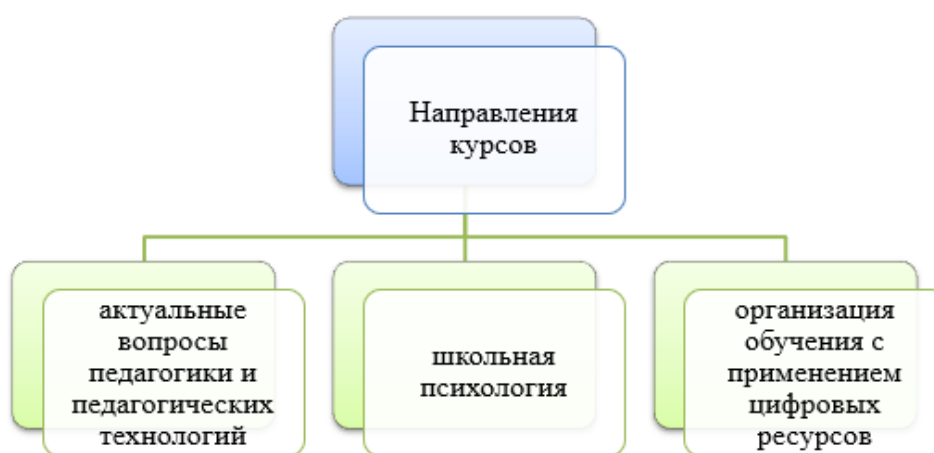 Направления
курсов
актуальные
вопросы
педагогики и
педагогических
технологий
школьная
психология
организация
обучения с
применением
цифровых
ресурсов